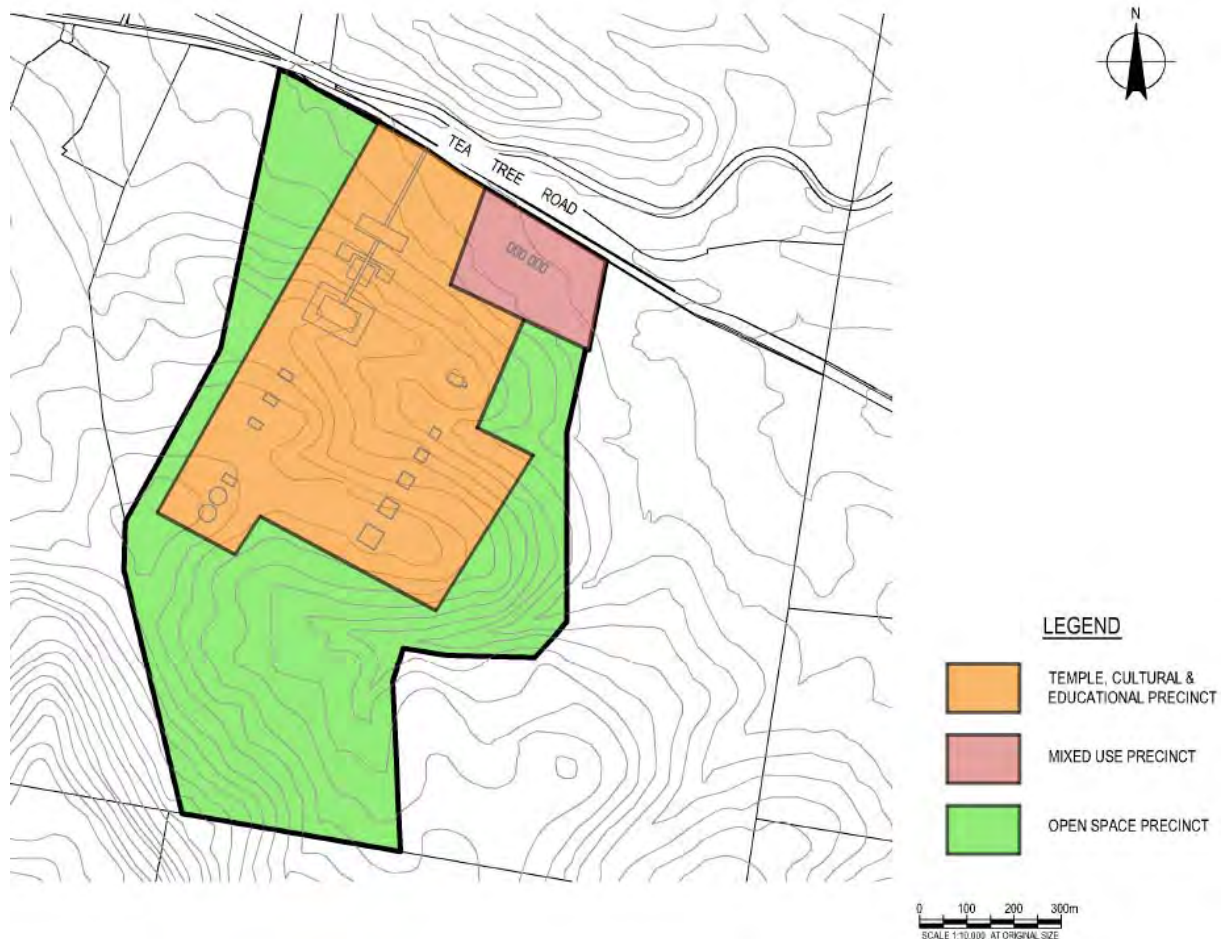 N
TEA TREE ROAD
LEGEND
TEMPLE, CULTURAL &
EDUCATIONAL PRECINCT
MIXED USE PRECINCT
OPEN SPACE PRECINCT
0 100 200 300m
SCALE 1:10,000 AT ORIGINAL SIZE